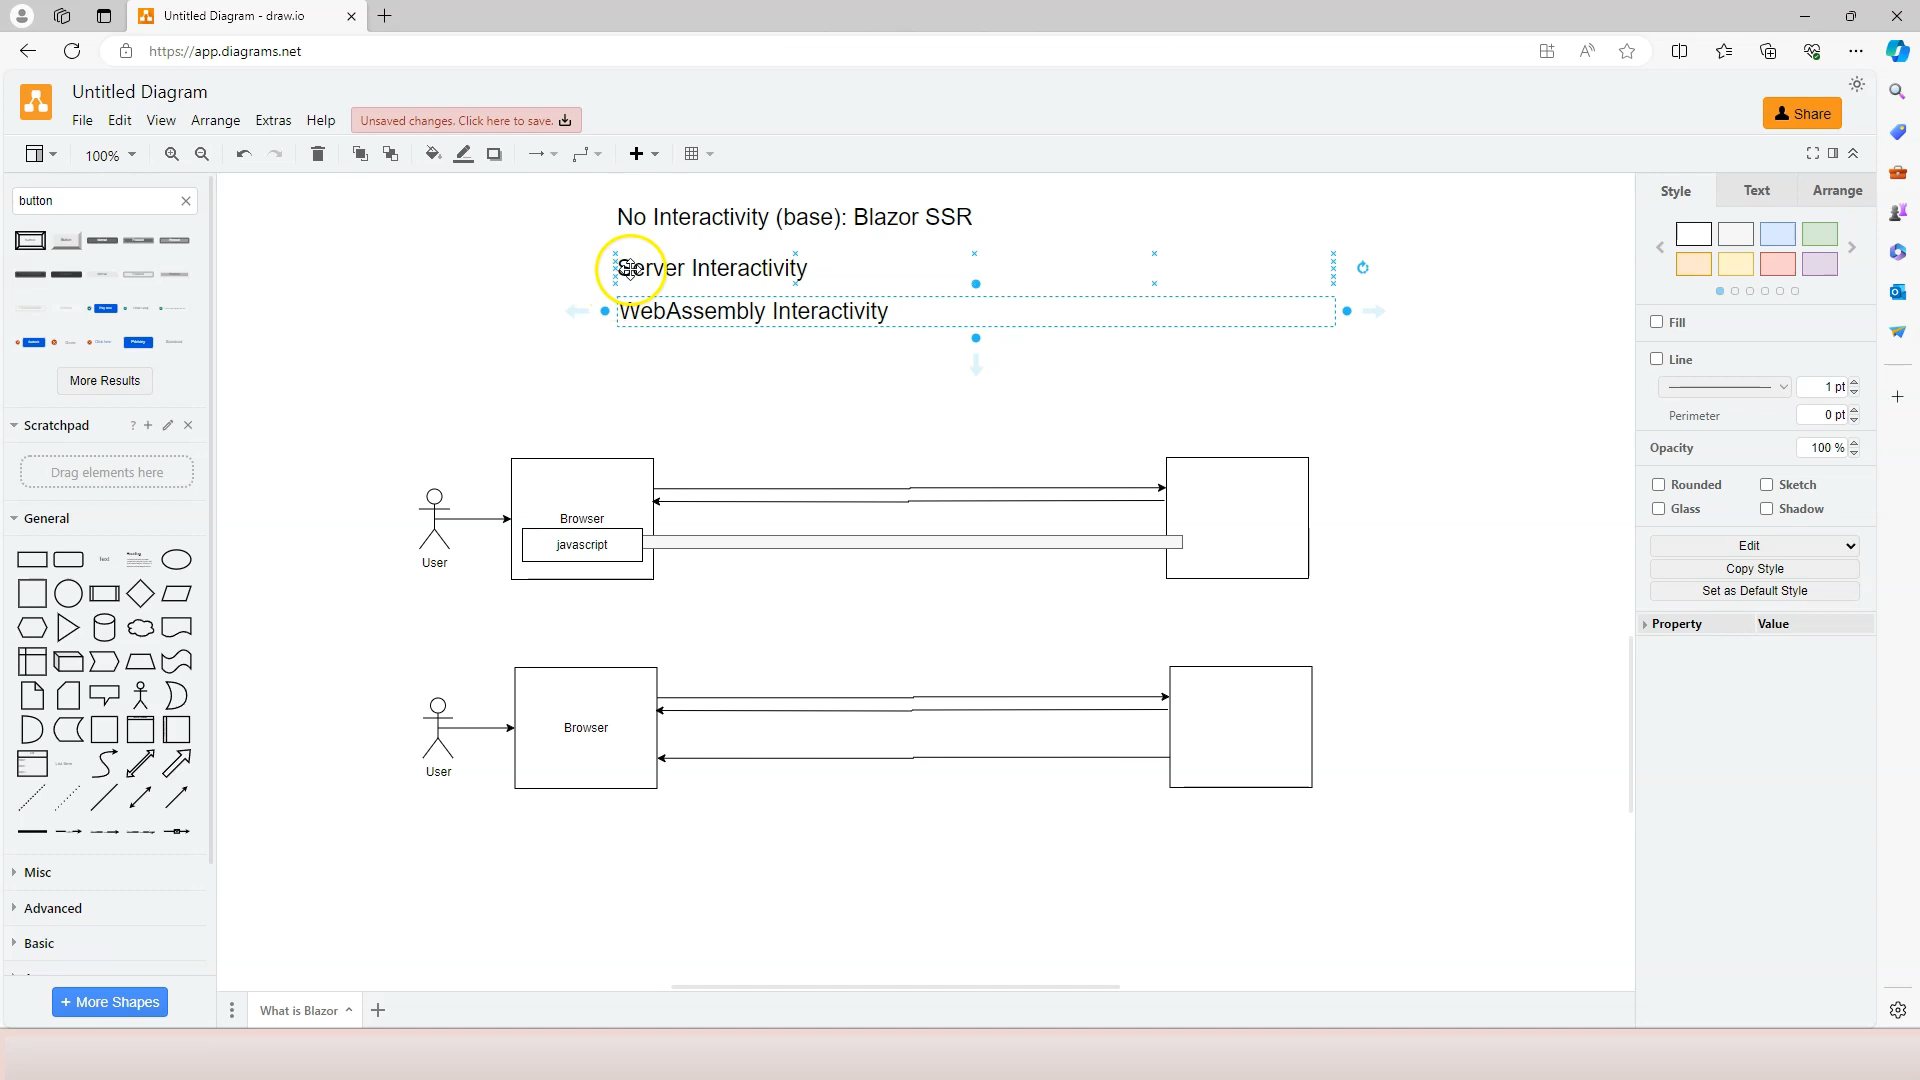 Untitled Diagram - draw.io
https://app.diagrams.net
Untitled Diagram
File Edit View Arrange Extras Help
Unsaved changes. Click here to save.
Share
100%
button
More Results
Scratchpad
?
Drag elements here
General
Text
Heading
List Item
Misc
Advanced
Basic
+ More Shapes
No Interactivity (base): Blazor SSR
Server Interactivity
WebAssembly Interactivity
Browser
javascript
User
Browser
User
What is Blazor
Style Text Arrange
Fill
Line
1 pt
Perimeter 0 pt
Opacity 100 %
Rounded Sketch
Glass Shadow
Edit
Copy Style
Set as Default Style
Property Value